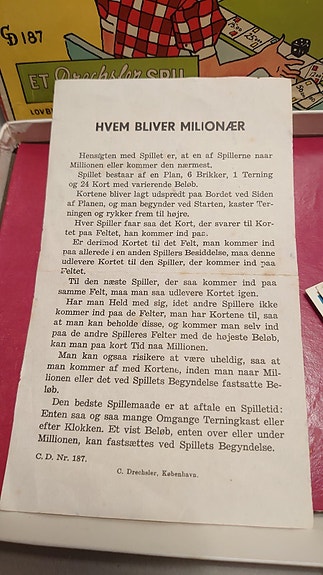 CD 187
ET Drechsler SPIL
LOVB
HVEM BLIVER MILIONÆR
Hensigten med Spillet er, at en af Spillerne naar
Millionen eller kommer den nærmest.
Spillet bestaar af en Plan, 6 Brikker, 1 Terning
og 24 Kort med varierende Beløb.
Kortene bliver lagt udspredt paa Bordet ved Siden
af Planen, og man begynder ved Starten, kaster Ter-
ningen og rykker frem til højre.
Hver Spiller faar saa det Kort, der svarer til Kor-
tet paa Feltet, han kommer ind paa.
Er derimod Kortet til det Felt, man kommer ind
paa allerede i en anden Spillers Besiddelse, maa denne
udlevere Kortet til den Spiller, der kommer ind paa
Feltet.
Til den næste Spiller, der saa kommer ind paa
samme Felt, maa man saa udlevere Kortet igen.
Har man Held med sig, idet andre Spillere ikke
kommer ind paa de Felter, man har Kortene til, saa
at man kan beholde disse, og kommer man selv ind
paa de andre Spilleres Felter med de højeste Beløb,
kan man paa kort Tid naa Millionen.
Man kan ogsaa risikere at være uheldig, saa at
man kommer af med Kortene, inden man naar Mil-
lionen eller det ved Spillets Begyndelse fastsatte Be-
løb.
Den bedste Spillemaade er at aftale en Spilletid:
Enten saa og saa mange Omgange Terningkast eller
efter Klokken. Et vist Beløb, enten over eller under
Millionen, kan fastsættes ved Spillets Begyndelse.
C. D. Nr. 187.
C. Drechsler, København.